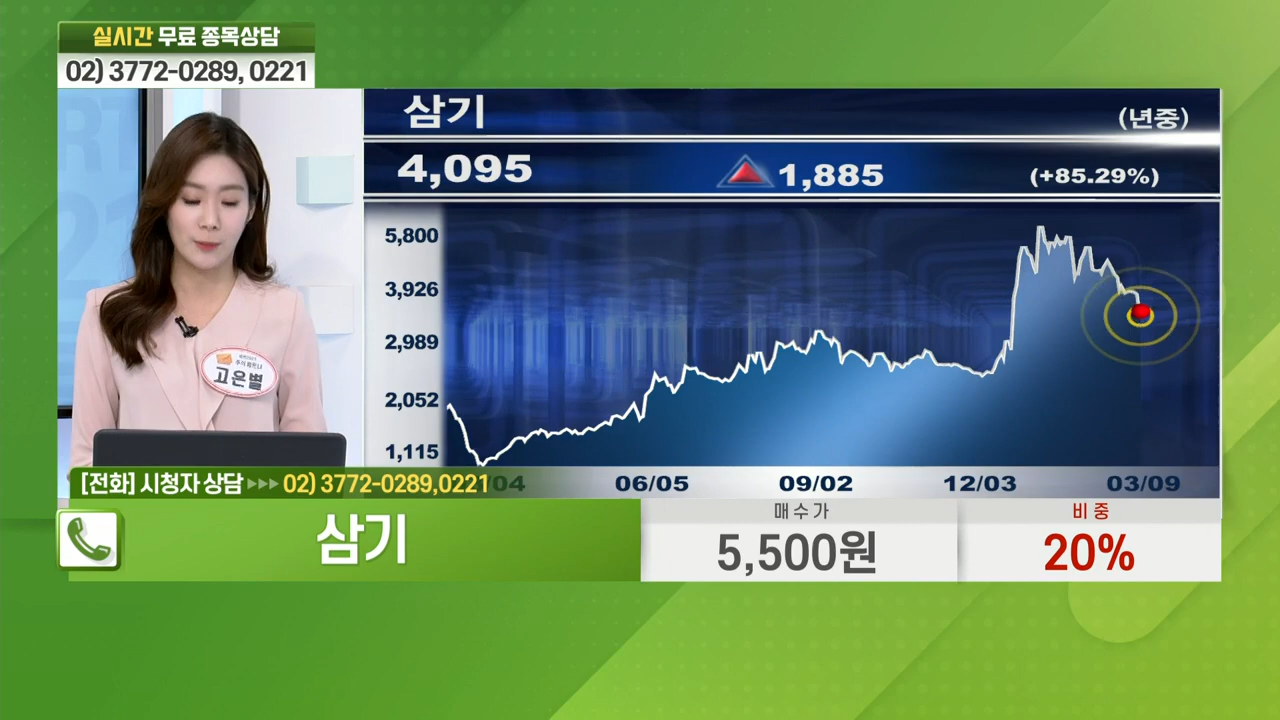 실시간 무료 종목상담
02) 3772-0289, 0221
삼기
(년중)
4,095
1,885
(+85.29%)
5,800
3,926
2,989
2,052
1,115
/04
06/05
09/02
12/03
03/09
고은별
[전화] 시청자 상담 ▹▹▹ 02) 3772-0289,0221
삼기
매수가
5,500원
비중
20%